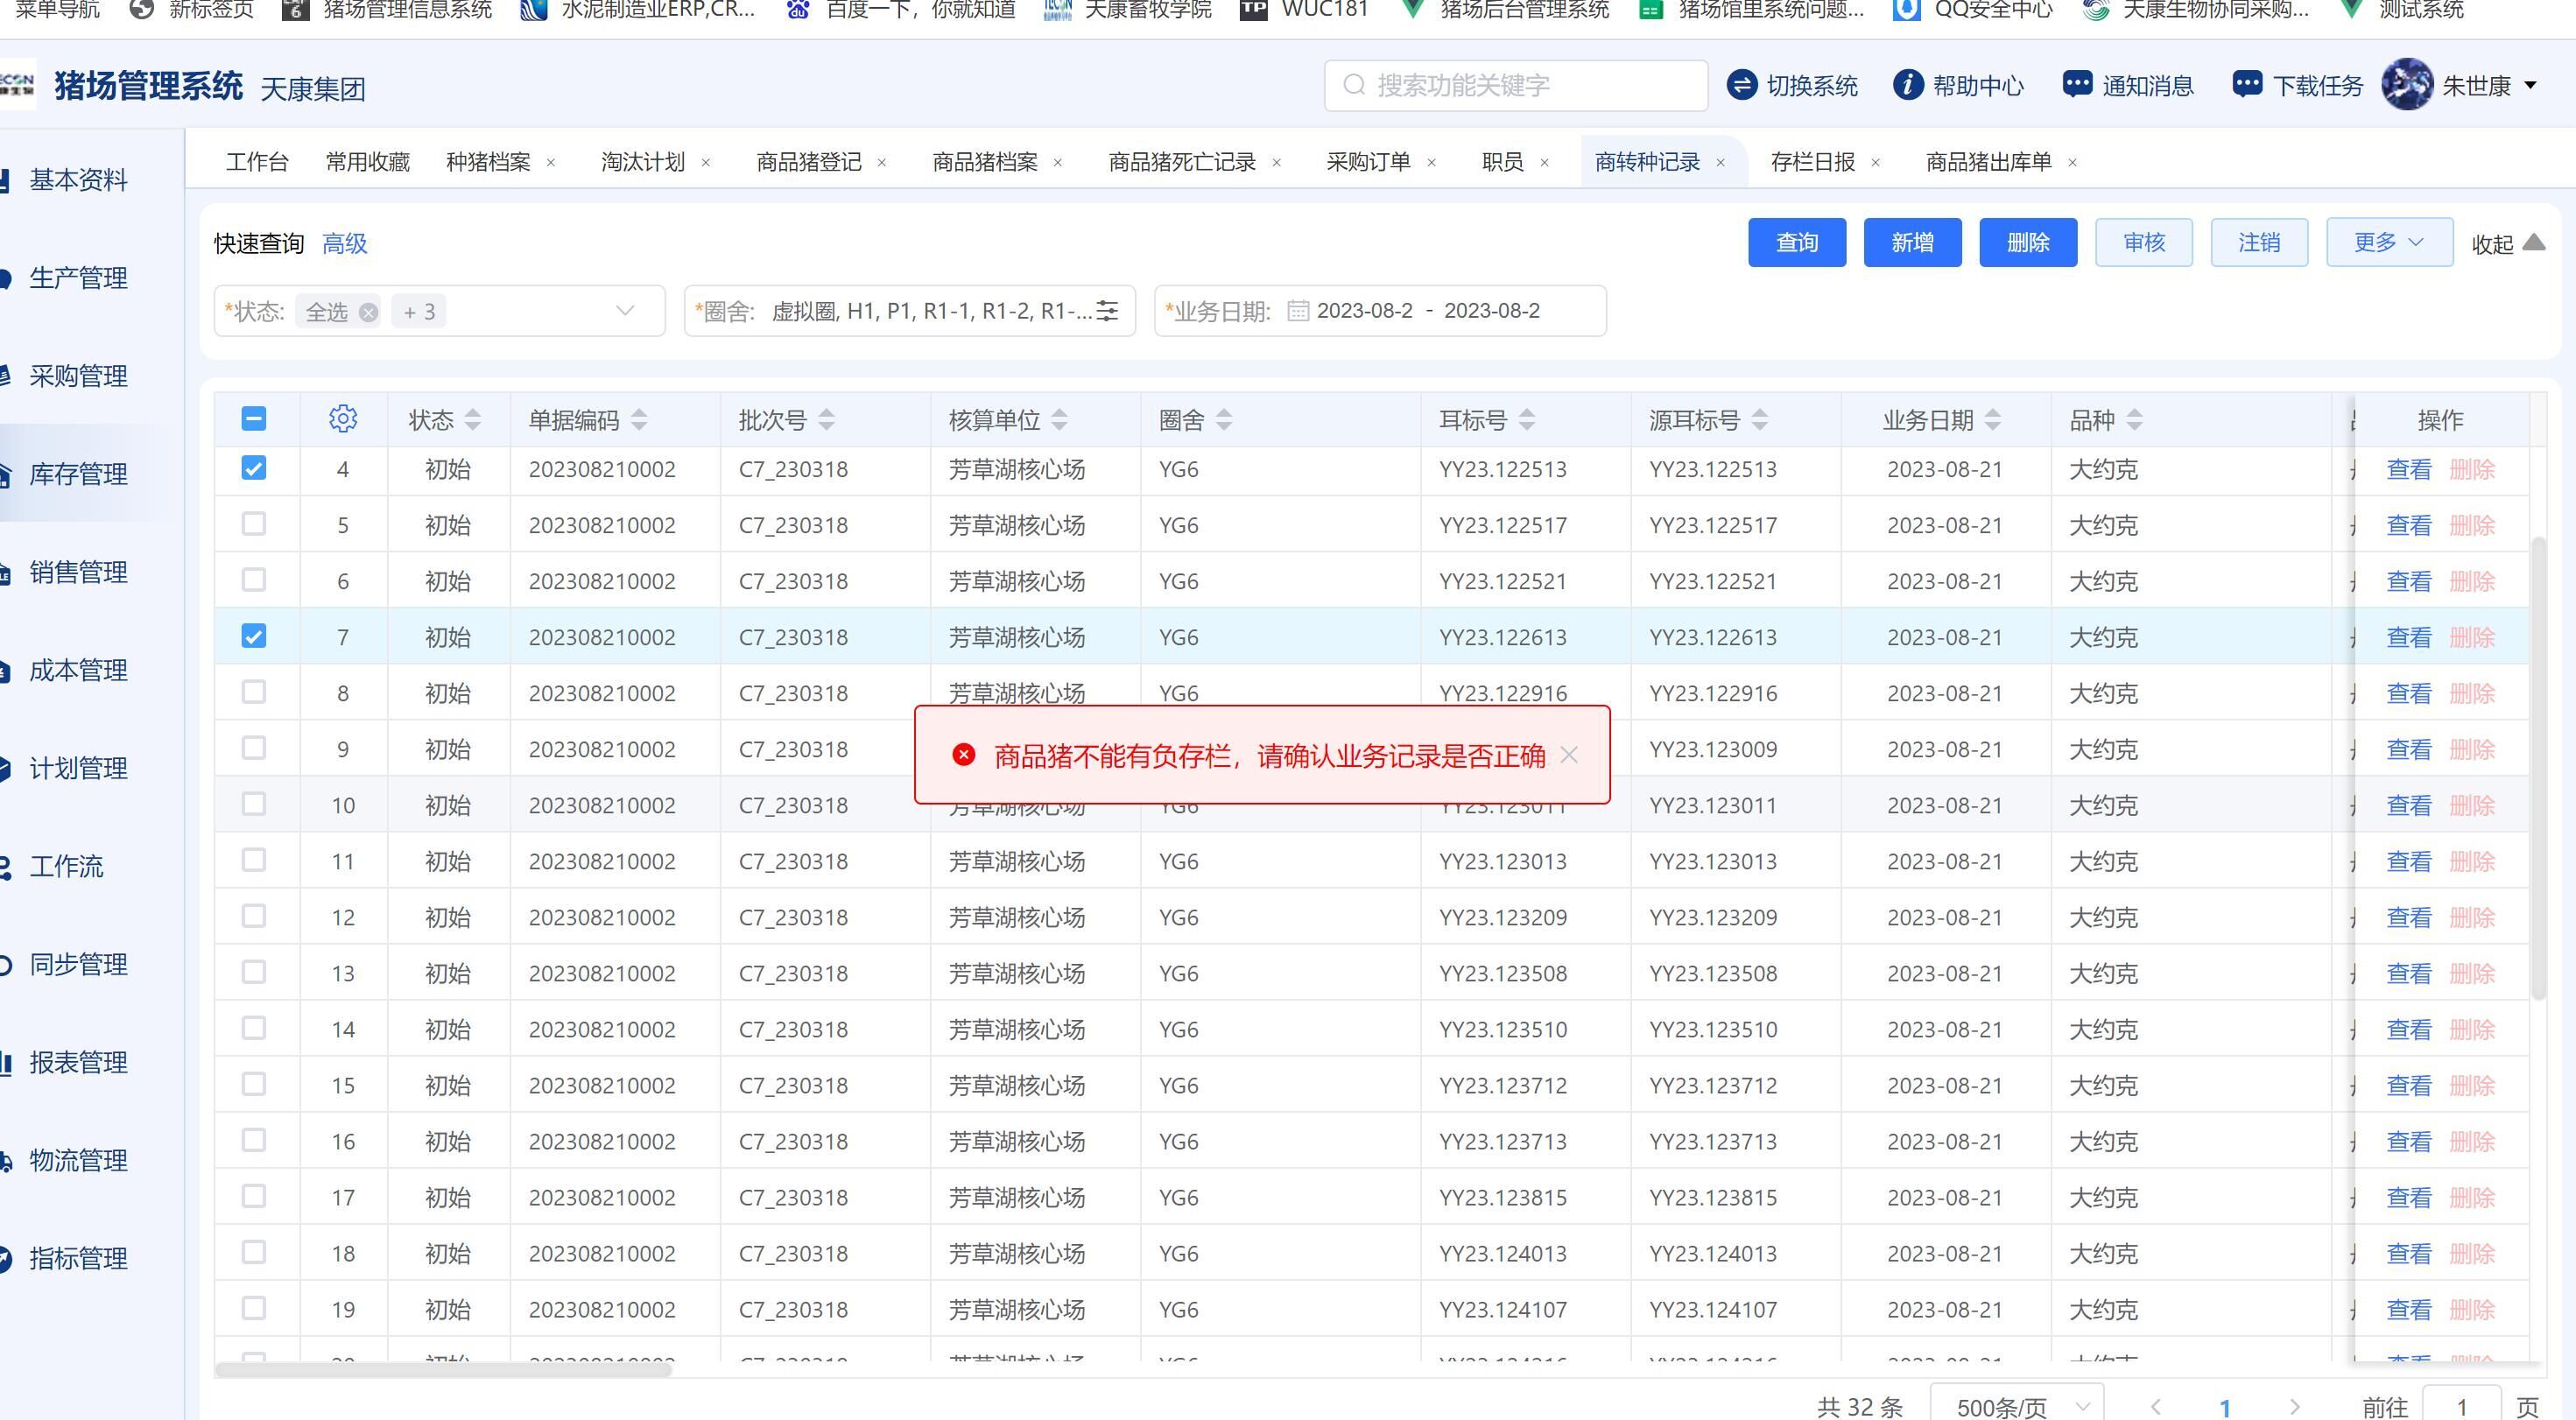 菜单导航 新标签页 猪场管理信息系统 水泥制造业ERP,CR... 百度一下，你就知道 天康畜牧学院 WUC181 猪场后台管理系统 猪场馆里系统问题... QQ安全中心 天康生物协同采购... 测试系统
猪场管理系统 天康集团 搜索功能关键字 切换系统 帮助中心 通知消息 下载任务 朱世康
工作台 常用收藏 种猪档案 × 淘汰计划 × 商品猪登记 × 商品猪档案 × 商品猪死亡记录 × 采购订单 × 职员 × 商转种记录 × 存栏日报 × 商品猪出库单 ×
基本资料
生产管理
采购管理
库存管理
销售管理
成本管理
计划管理
工作流
同步管理
报表管理
物流管理
指标管理
快速查询 高级 查询 新增 删除 审核 注销 更多 收起
*状态: 全选 + 3 *圈舍: 虚拟圈, H1, P1, R1-1, R1-2, R1-... *业务日期: 2023-08-2 - 2023-08-2
状态 单据编码 批次号 核算单位 圈舍 耳标号 源耳标号 业务日期 品种 操作
4 初始 202308210002 C7_230318 芳草湖核心场 YG6 YY23.122513 YY23.122513 2023-08-21 大约克 查看 删除
5 初始 202308210002 C7_230318 芳草湖核心场 YG6 YY23.122517 YY23.122517 2023-08-21 大约克 查看 删除
6 初始 202308210002 C7_230318 芳草湖核心场 YG6 YY23.122521 YY23.122521 2023-08-21 大约克 查看 删除
7 初始 202308210002 C7_230318 芳草湖核心场 YG6 YY23.122613 YY23.122613 2023-08-21 大约克 查看 删除
8 初始 202308210002 C7_230318 芳草湖核心场 YG6 YY23.122916 YY23.122916 2023-08-21 大约克 查看 删除
9 初始 202308210002 C7_230318 YY23.123009 2023-08-21 大约克 查看 删除
商品猪不能有负存栏，请确认业务记录是否正确
10 初始 202308210002 C7_230318 芳草湖核心场 YG6 YY23.123011 YY23.123011 2023-08-21 大约克 查看 删除
11 初始 202308210002 C7_230318 芳草湖核心场 YG6 YY23.123013 YY23.123013 2023-08-21 大约克 查看 删除
12 初始 202308210002 C7_230318 芳草湖核心场 YG6 YY23.123209 YY23.123209 2023-08-21 大约克 查看 删除
13 初始 202308210002 C7_230318 芳草湖核心场 YG6 YY23.123508 YY23.123508 2023-08-21 大约克 查看 删除
14 初始 202308210002 C7_230318 芳草湖核心场 YG6 YY23.123510 YY23.123510 2023-08-21 大约克 查看 删除
15 初始 202308210002 C7_230318 芳草湖核心场 YG6 YY23.123712 YY23.123712 2023-08-21 大约克 查看 删除
16 初始 202308210002 C7_230318 芳草湖核心场 YG6 YY23.123713 YY23.123713 2023-08-21 大约克 查看 删除
17 初始 202308210002 C7_230318 芳草湖核心场 YG6 YY23.123815 YY23.123815 2023-08-21 大约克 查看 删除
18 初始 202308210002 C7_230318 芳草湖核心场 YG6 YY23.124013 YY23.124013 2023-08-21 大约克 查看 删除
19 初始 202308210002 C7_230318 芳草湖核心场 YG6 YY23.124107 YY23.124107 2023-08-21 大约克 查看 删除
共 32 条 500条/页 1 前往 1 页